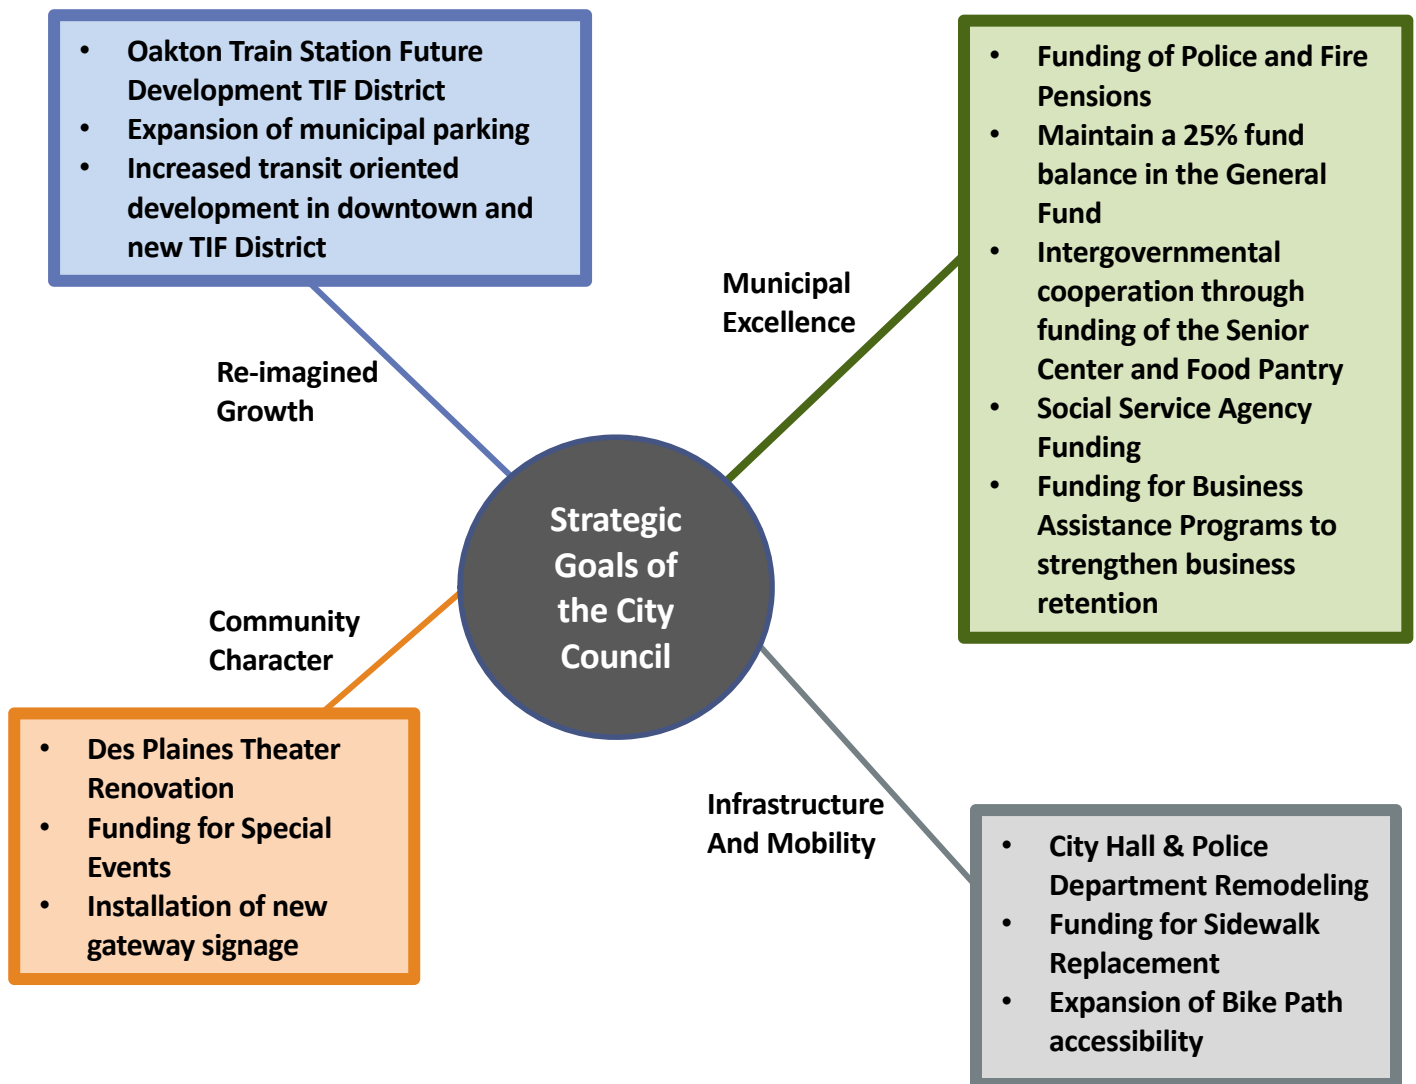 • Oakton Train Station Future
Development TIF District
• Expansion of municipal parking
• Increased transit oriented
development in downtown and
new TIF District
Re-imagined
Growth
Municipal
Excellence
• Funding of Police and Fire
Pensions
• Maintain a 25% fund
balance in the General
Fund
• Intergovernmental
cooperation through
funding of the Senior
Center and Food Pantry
• Social Service Agency
Funding
• Funding for Business
Assistance Programs to
strengthen business
retention
Strategic
Goals of
the City
Council
Community
Character
• Des Plaines Theater
Renovation
• Funding for Special
Events
• Installation of new
gateway signage
Infrastructure
And Mobility
• City Hall & Police
Department Remodeling
• Funding for Sidewalk
Replacement
• Expansion of Bike Path
accessibility